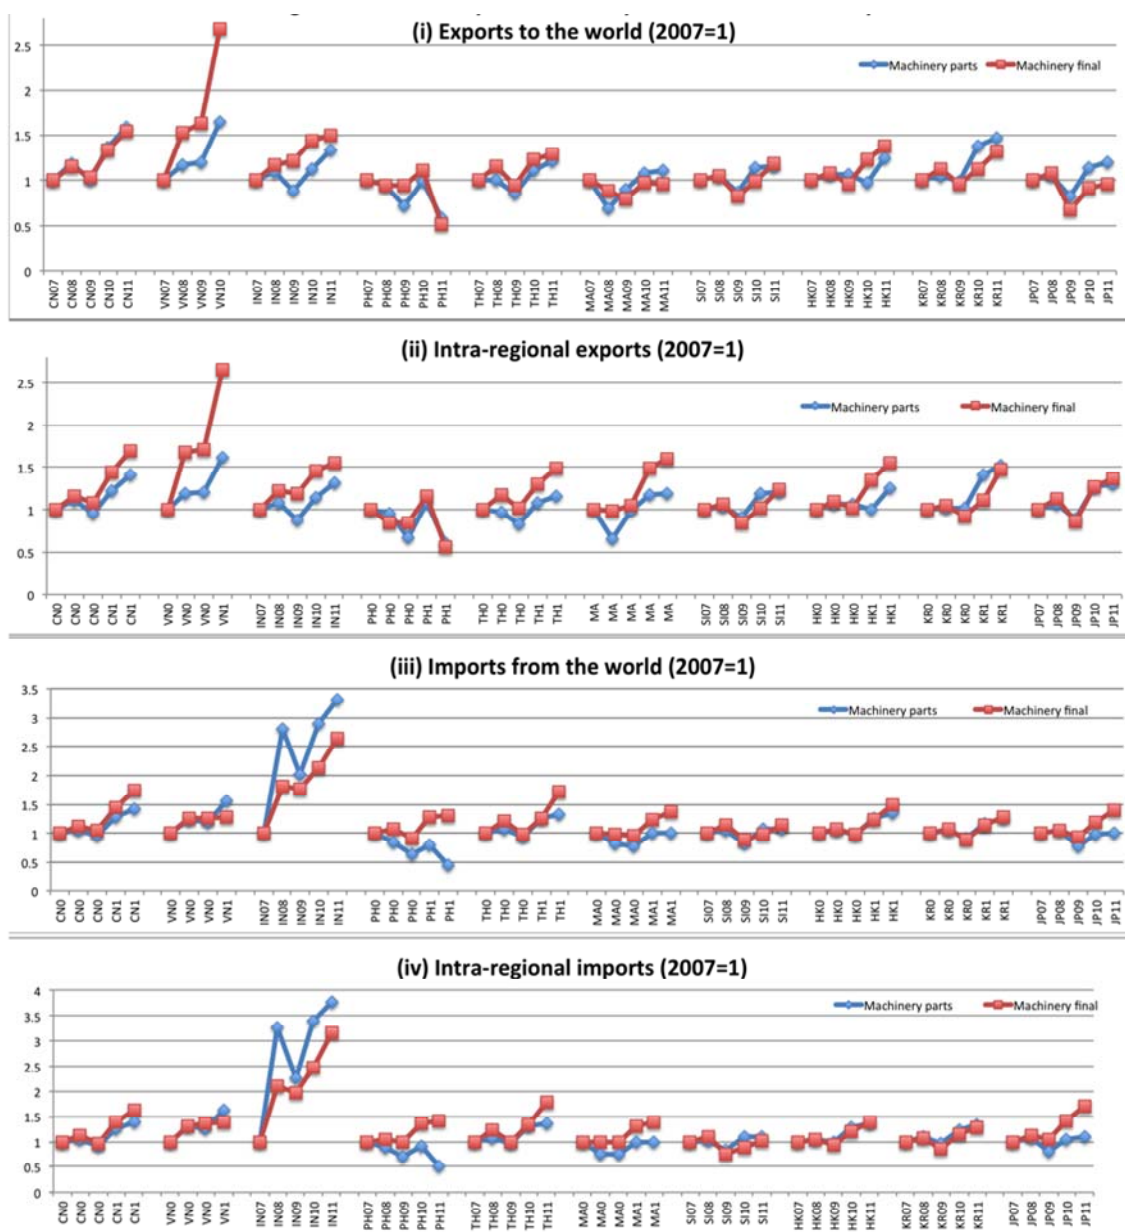 (i) Exports to the world (2007=1)
Machinery parts Machinery final
2.5
2
1.5
1
0.5
0
CN07 CN08 CN09 CN10 CN11 VN07 VN08 VN09 VN10 IN07 IN08 IN09 IN10 IN11 PH07 PH08 PH09 PH10 PH11 TH07 TH08 TH09 TH10 TH11 MA07 MA08 MA09 MA10 MA11 SI07 SI08 SI09 SI10 SI11 HK07 HK08 HK09 HK10 HK11 KR07 KR08 KR09 KR10 KR11 JP07 JP08 JP09 JP10 JP11
(ii) Intra-regional exports (2007=1)
Machinery parts Machinery final
2.5
2
1.5
1
0.5
0
CN0 CN0 CN0 CN1 CN1 VN0 VN0 VN0 VN1 IN07 IN08 IN09 IN10 IN11 PH0 PH0 PH0 PH1 PH1 TH0 TH0 TH0 TH1 TH1 MA MA MA MA MA SI07 SI08 SI09 SI10 SI11 HK0 HK0 HK0 HK1 HK1 KR0 KR0 KR0 KR1 KR1 JP07 JP08 JP09 JP10 JP11
(iii) Imports from the world (2007=1)
Machinery parts Machinery final
3.5
3
2.5
2
1.5
1
0.5
0
CN0 CN0 CN0 CN1 CN1 VN0 VN0 VN0 VN1 IN07 IN08 IN09 IN10 IN11 PH0 PH0 PH0 PH1 PH1 TH0 TH0 TH0 TH1 TH1 MA0 MA0 MA0 MA1 MA1 SI07 SI08 SI09 SI10 SI11 HK0 HK0 HK0 HK1 HK1 KR0 KR0 KR0 KR1 KR1 JP07 JP08 JP09 JP10 JP11
(iv) Intra-regional imports (2007=1)
Machinery parts Machinery final
4
3.5
3
2.5
2
1.5
1
0.5
0
CN0 CN0 CN0 CN1 CN1 VN0 VN0 VN0 VN1 IN07 IN08 IN09 IN10 IN11 PH07 PH08 PH09 PH10 PH11 TH07 TH08 TH09 TH10 TH11 MA0 MA0 MA0 MA1 MA1 SI07 SI08 SI09 SI10 SI11 HK07 HK08 HK09 HK10 HK11 KR07 KR08 KR09 KR10 KR11 JP07 JP08 JP09 JP10 JP11